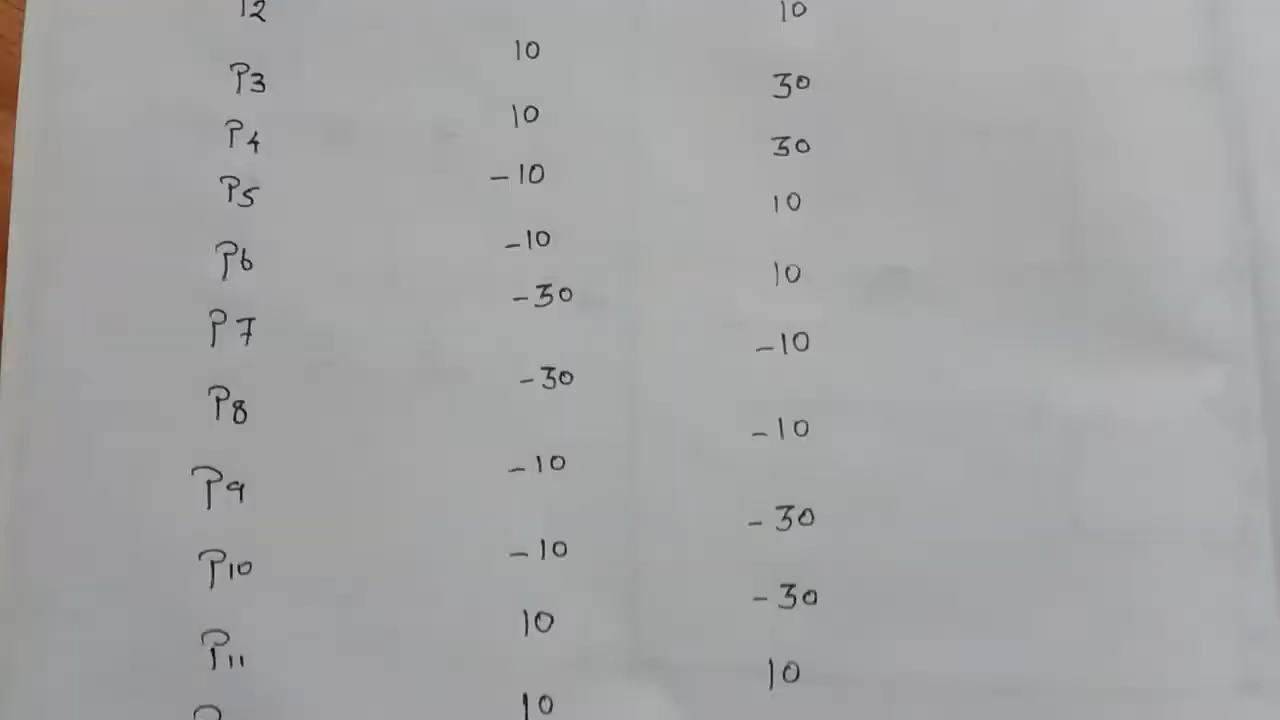 P2 10
P3 10 30
P4 10 30
P5 -10 10
P6 -10 10
P7 -30 -10
P8 -30 -10
P9 -10 -30
P10 -10 -30
P11 10 10
10